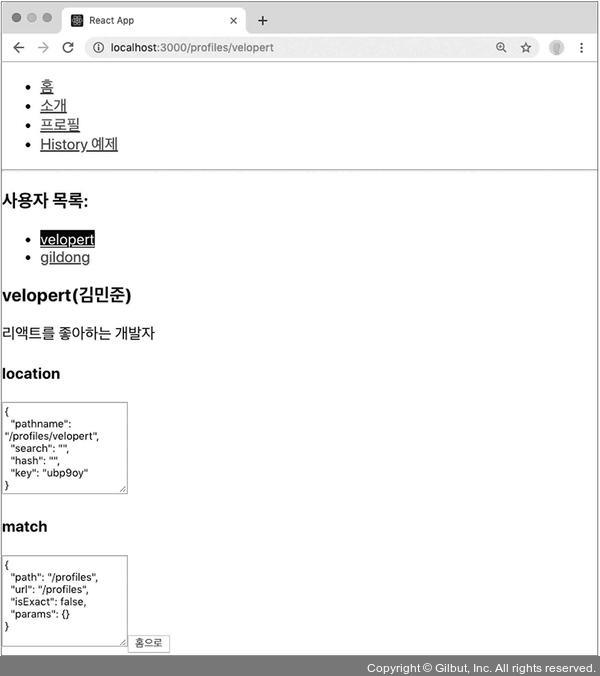 React App
localhost:3000/profiles/velopert
홈
소개
프로필
History 예제
사용자 목록:
velopert
gildong
velopert(김민준)
리액트를 좋아하는 개발자
location
{
"pathname":
"/profiles/velopert",
"search": "",
"hash": "",
"key": "ubp9oy"
}
match
{
"path": "/profiles",
"url": "/profiles",
"isExact": false,
"params": {}
}
홈으로
Copyright © Gilbut, Inc. All rights reserved.